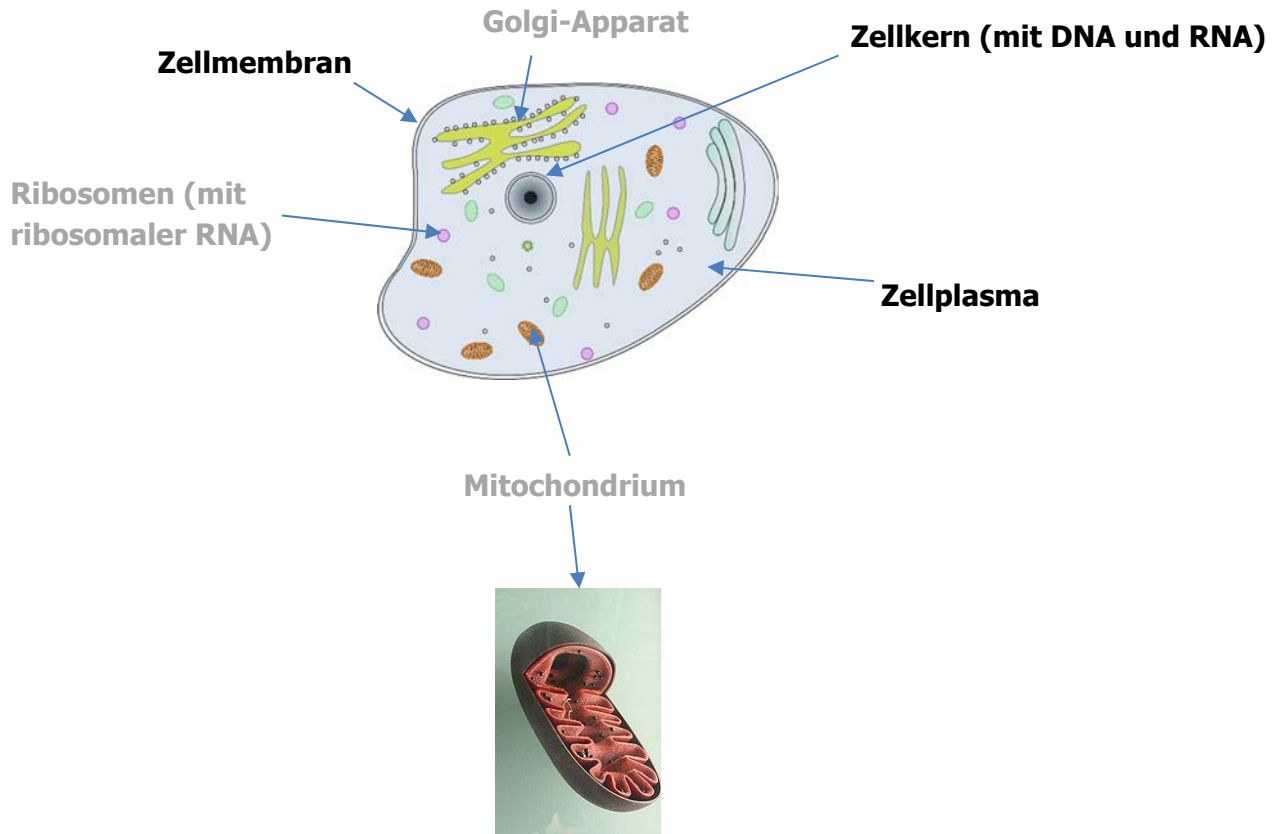 Golgi-Apparat
Zellkern (mit DNA und RNA)
Zellmembran
Ribosomen (mit
ribosomaler RNA)
Zellplasma
Mitochondrium